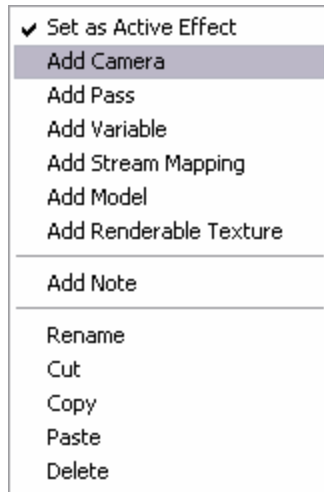 Set as Active Effect
Add Camera
Add Pass
Add Variable
Add Stream Mapping
Add Model
Add Renderable Texture
Add Note
Rename
Cut
Copy
Paste
Delete